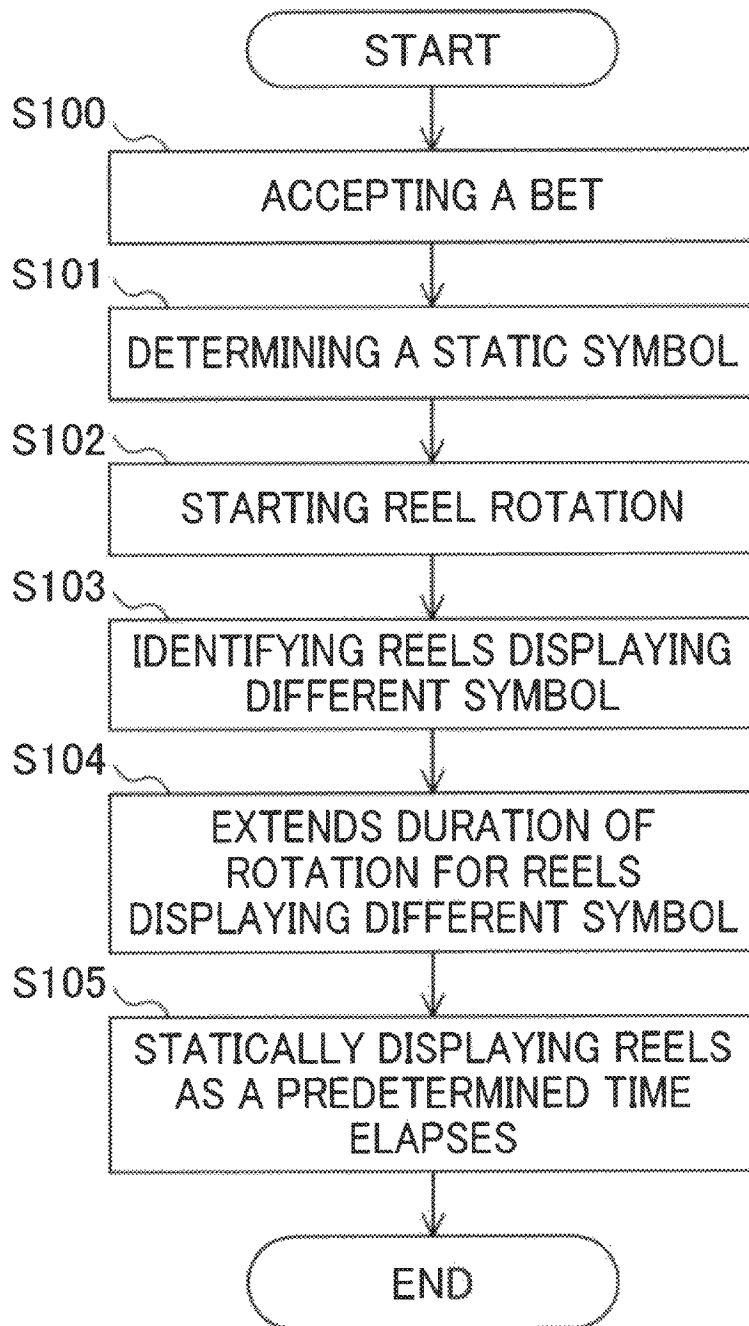 START
S100
ACCEPTING A BET
S101
DETERMINING A STATIC SYMBOL
S102
STARTING REEL ROTATION
S103
IDENTIFYING REELS DISPLAYING
DIFFERENT SYMBOL
S104
EXTENDS DURATION OF
ROTATION FOR REELS
DISPLAYING DIFFERENT SYMBOL
S105
STATICALLY DISPLAYING REELS
AS A PREDETERMINED TIME
ELAPSES
END